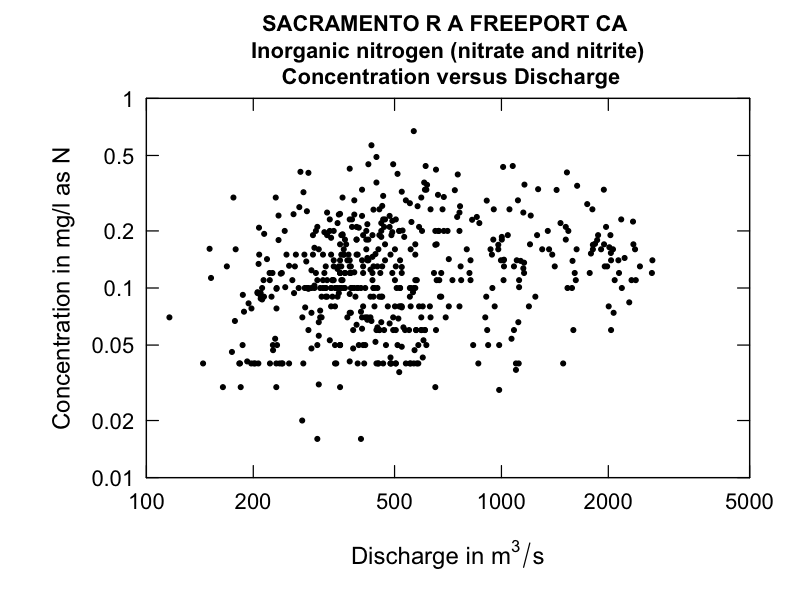 SACRAMENTO R A FREEPORT CA
Inorganic nitrogen (nitrate and nitrite)
Concentration versus Discharge
Concentration in mg/l as N
1
0.5
0.2
0.1
0.05
0.02
0.01
100 200 500 1000 2000 5000
Discharge in m³/s